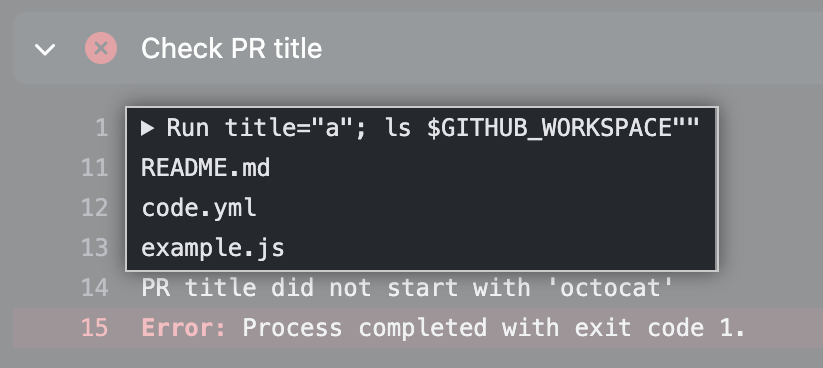 Check PR title
1 ▶ Run title="a"; ls $GITHUB_WORKSPACE""
11 README.md
12 code.yml
13 example.js
14 PR title did not start with 'octocat'
15 Error: Process completed with exit code 1.